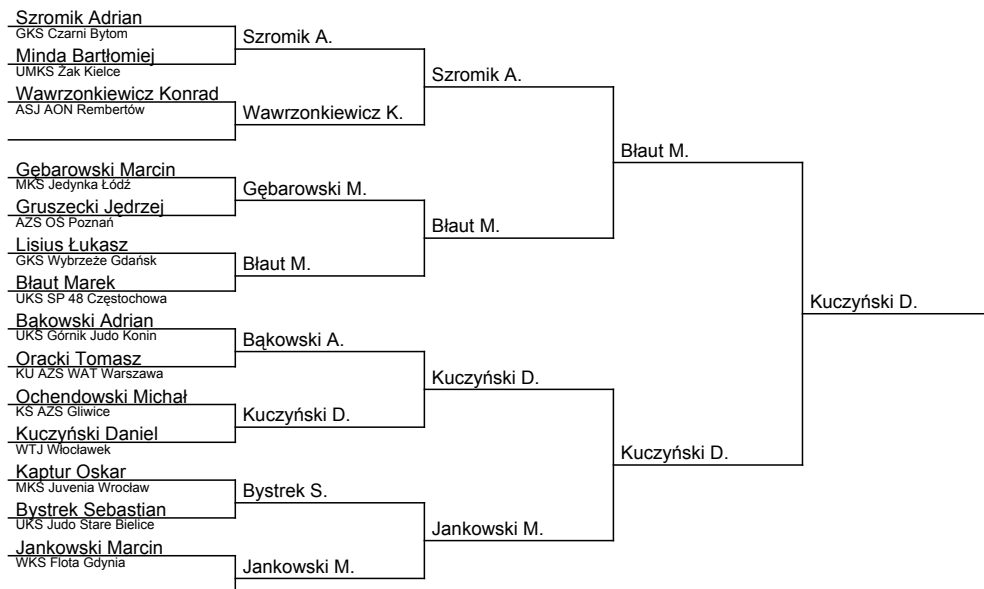 Szromik Adrian
GKS Czarni Bytom
Minda Bartłomiej
UMKS Żak Kielce
Wawrzonkiewicz Konrad
ASJ AON Rembertów
Gębarowski Marcin
MKS Jedynka Łódź
Gruszecki Jędrzej
AZS OŚ Poznań
Lisius Łukasz
GKS Wybrzeże Gdańsk
Błaut Marek
UKS SP 48 Częstochowa
Bąkowski Adrian
UKS Górnik Judo Konin
Oracki Tomasz
KU AZS WAT Warszawa
Ochendowski Michał
KS AZS Gliwice
Kuczyński Daniel
WTJ Włocławek
Kaptur Oskar
MKS Juvenia Wrocław
Bystrek Sebastian
UKS Judo Stare Bielice
Jankowski Marcin
WKS Flota Gdynia
Szromik A.
Wawrzonkiewicz K.
Gębarowski M.
Błaut M.
Bąkowski A.
Kuczyński D.
Bystrek S.
Jankowski M.
Szromik A.
Błaut M.
Kuczyński D.
Jankowski M.
Błaut M.
Kuczyński D.
Kuczyński D.